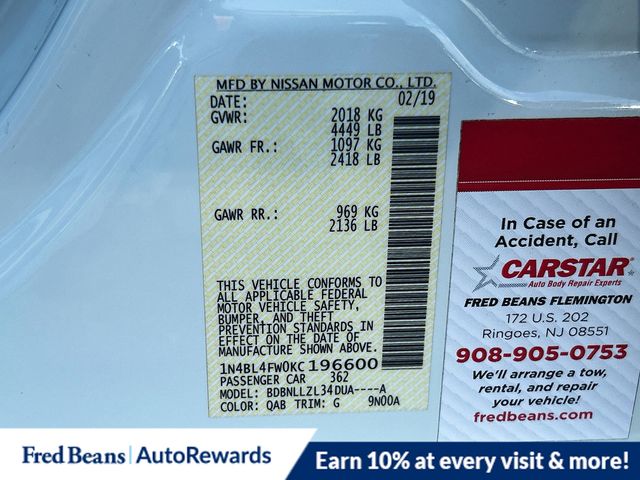 MFD BY NISSAN MOTOR CO., LTD.
DATE: 02/19
GVWR: 2018 KG
4449 LB
GAWR FR.: 1097 KG
2418 LB
GAWR RR.: 969 KG
2136 LB
THIS VEHICLE CONFORMS TO
ALL APPLICABLE FEDERAL
MOTOR VEHICLE SAFETY,
BUMPER, AND THEFT
PREVENTION STANDARDS IN
EFFECT ON THE DATE OF
MANUFACTURE SHOWN ABOVE.
1N4BL4FW0KC196600
PASSENGER CAR 362
MODEL: BDBNLLZL34DUA----A
COLOR: QAB TRIM: G 9N00A
In Case of an
Accident, Call
CARSTAR
Auto Body Repair Experts
FRED BEANS FLEMINGTON
172 U.S. 202
Ringoes, NJ 08551
908-905-0753
We'll arrange a tow,
rental, and repair
immediately!
fredbeans.com
Fred Beans | AutoRewards
Earn 10% at every visit & more!